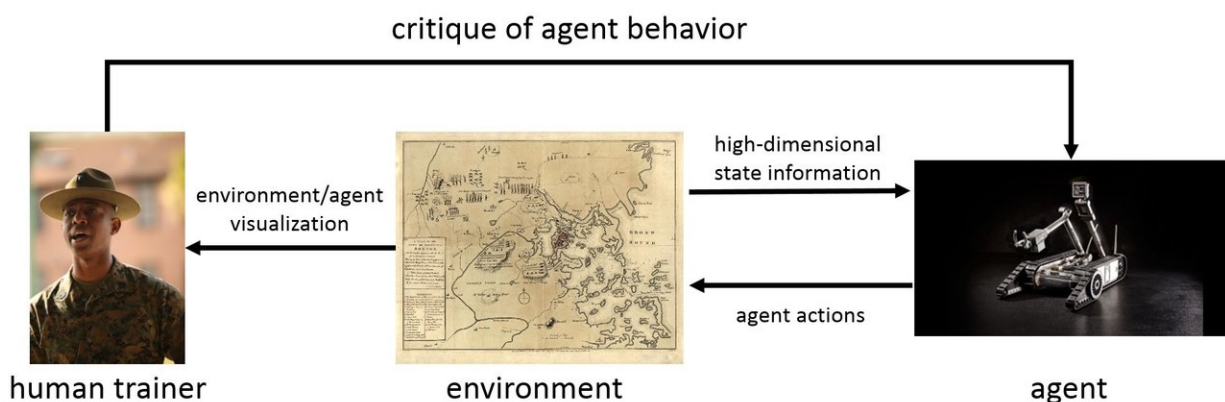 critique of agent behavior
environment/agent
visualization
high-dimensional
state information
agent actions
human trainer
environment
agent